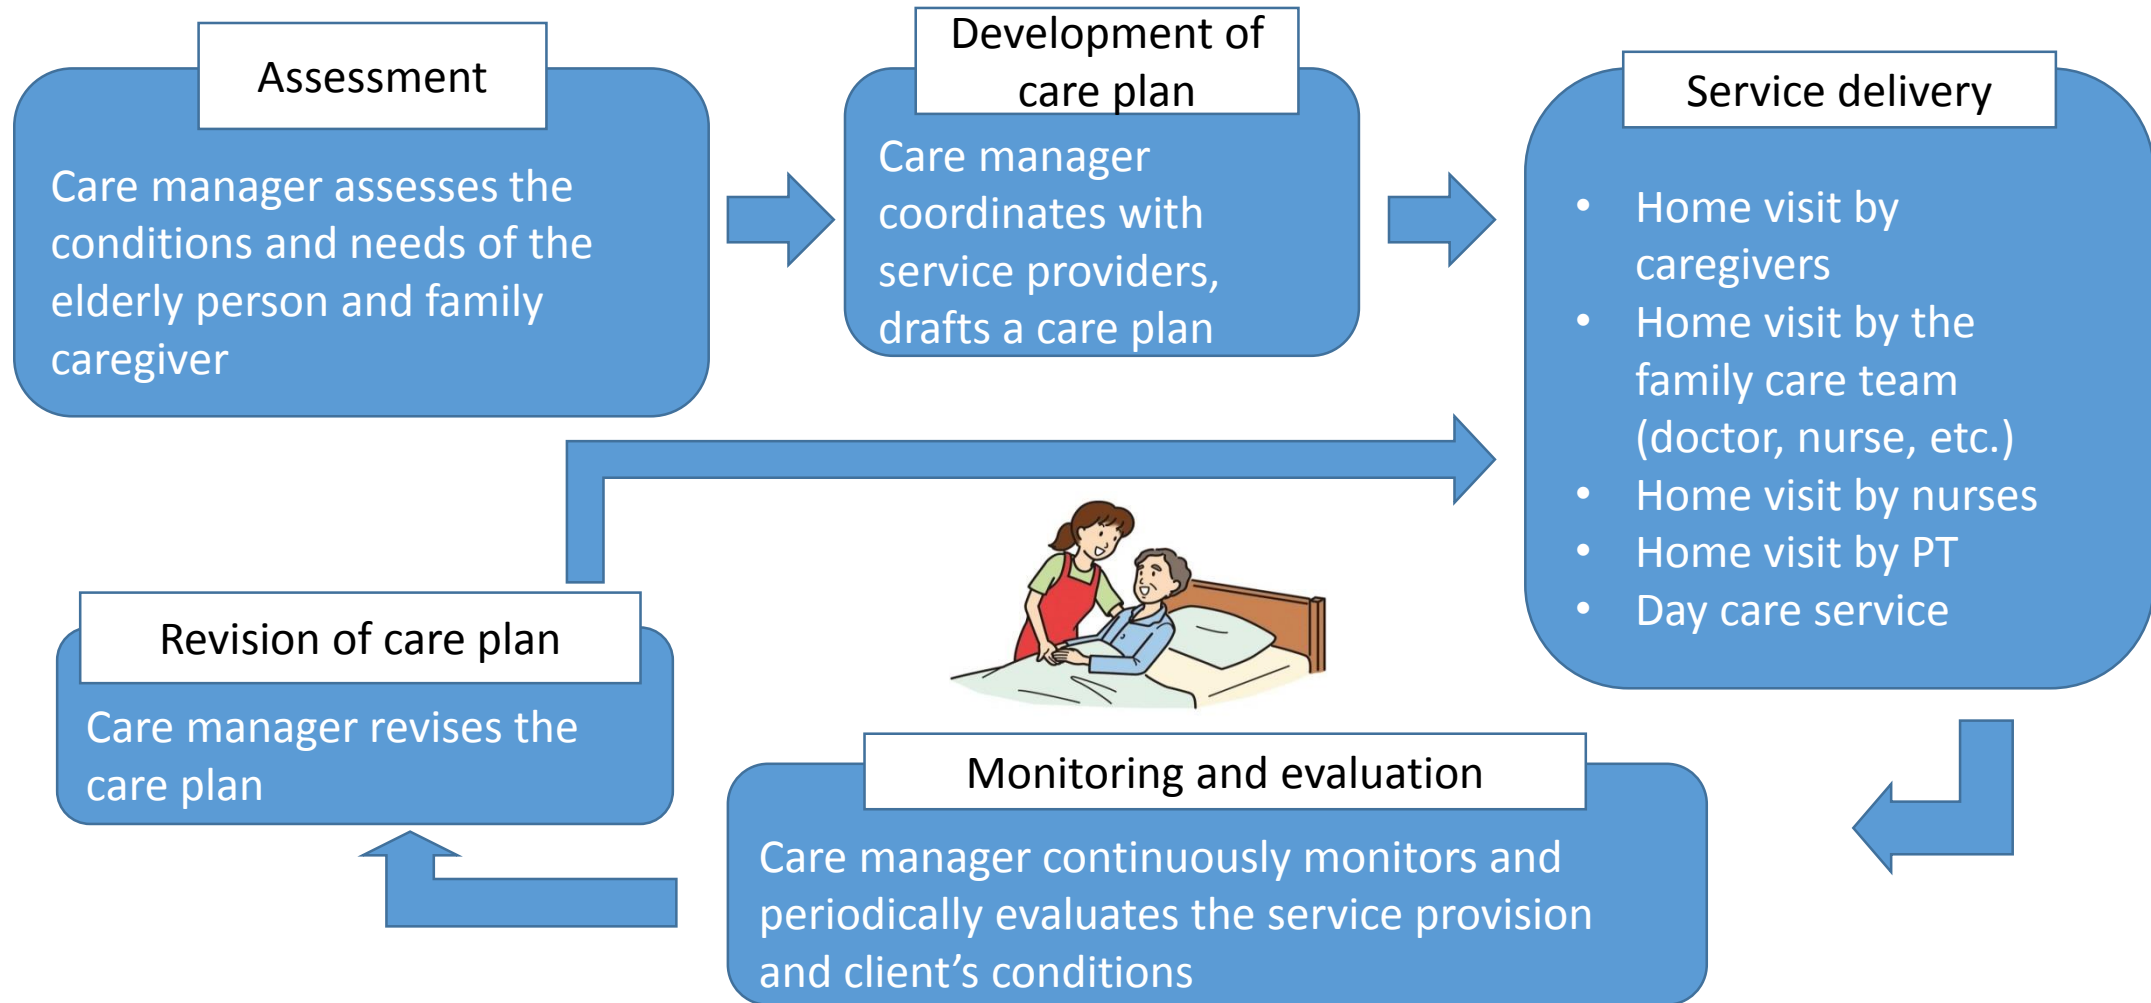 Assessment
Care manager assesses the
conditions and needs of the
elderly person and family
caregiver
Development of
care plan
Care manager
coordinates with
service providers,
drafts a care plan
Service delivery
• Home visit by
caregivers
• Home visit by the
family care team
(doctor, nurse, etc.)
• Home visit by nurses
• Home visit by PT
• Day care service
Monitoring and evaluation
Care manager continuously monitors and
periodically evaluates the service provision
and client’s conditions
Revision of care plan
Care manager revises the
care plan